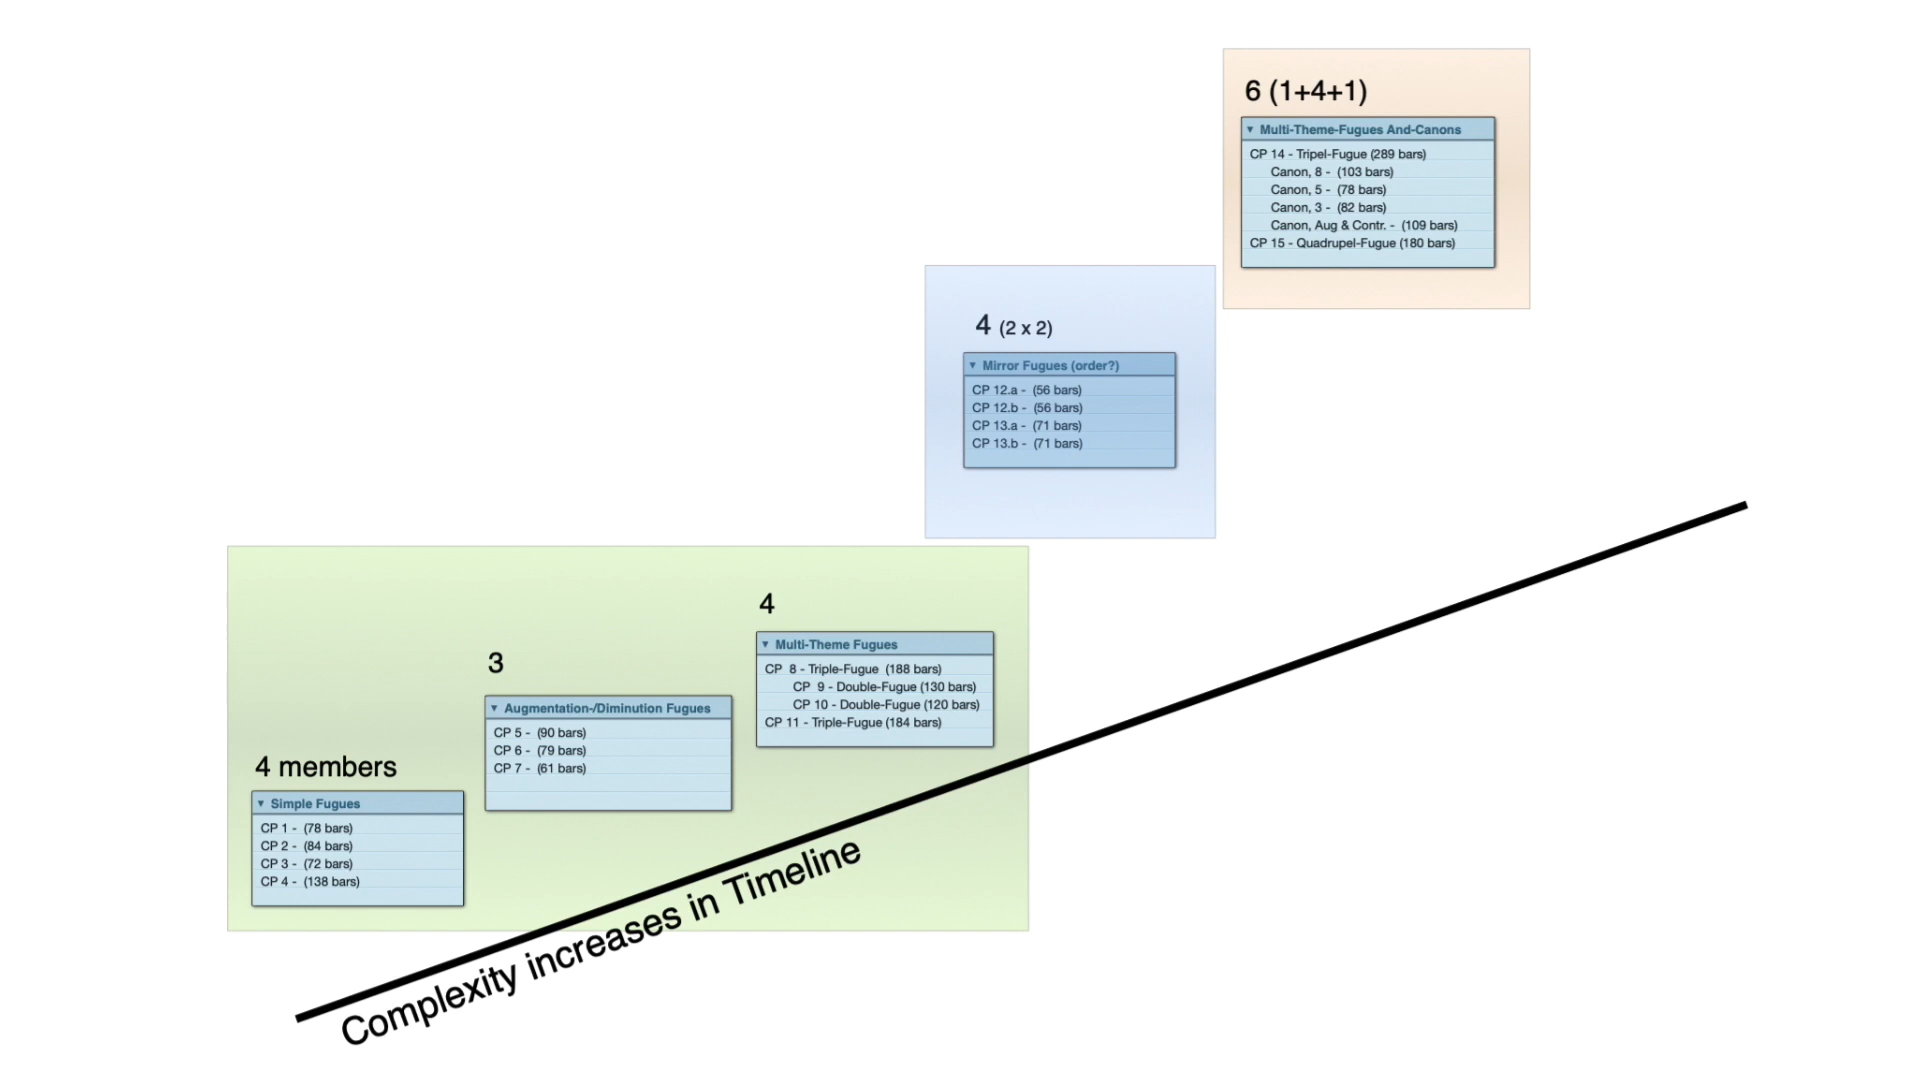 6 (1+4+1)
▼ Multi-Theme-Fugues And-Canons
CP 14 - Tripel-Fugue (289 bars)
Canon, 8 - (103 bars)
Canon, 5 - (78 bars)
Canon, 3 - (82 bars)
Canon, Aug & Contr. - (109 bars)
CP 15 - Quadrupel-Fugue (180 bars)
4 (2 x 2)
▼ Mirror Fugues (order?)
CP 12.a - (56 bars)
CP 12.b - (56 bars)
CP 13.a - (71 bars)
CP 13.b - (71 bars)
4
▼ Multi-Theme Fugues
CP 8 - Triple-Fugue (188 bars)
CP 9 - Double-Fugue (130 bars)
CP 10 - Double-Fugue (120 bars)
CP 11 - Triple-Fugue (184 bars)
3
▼ Augmentation-/Diminution Fugues
CP 5 - (90 bars)
CP 6 - (79 bars)
CP 7 - (61 bars)
4 members
▼ Simple Fugues
CP 1 - (78 bars)
CP 2 - (84 bars)
CP 3 - (72 bars)
CP 4 - (138 bars)
Complexity increases in Timeline